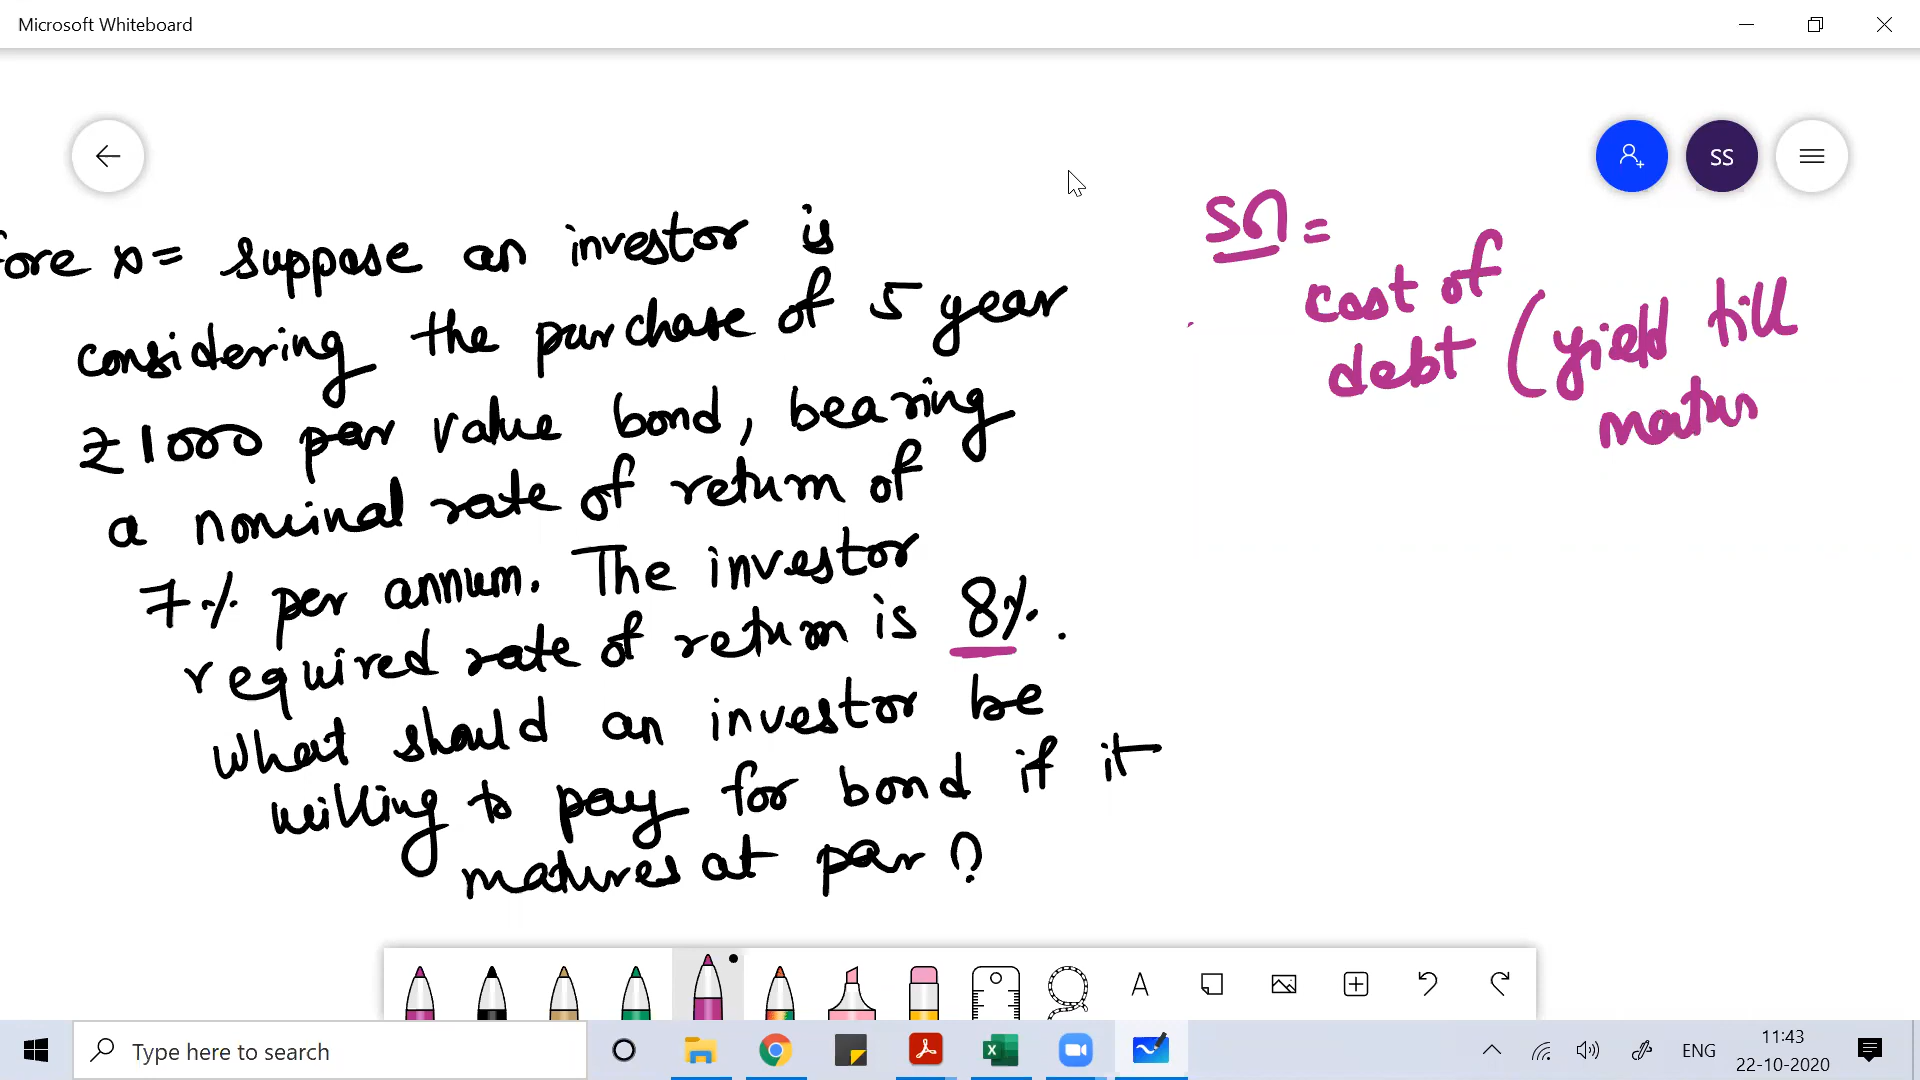 Microsoft Whiteboard
SS
fore x = suppose an investor is
considering the purchase of 5 year
₹1000 par value bond, bearing
a nominal rate of return of
7% per annum. The investor
required rate of return is 8%.
What should an investor be
willing to pay for bond if it
matures at par?
=
cost of
debt (yield till
matur
A
Type here to search
ENG
11:43
22-10-2020